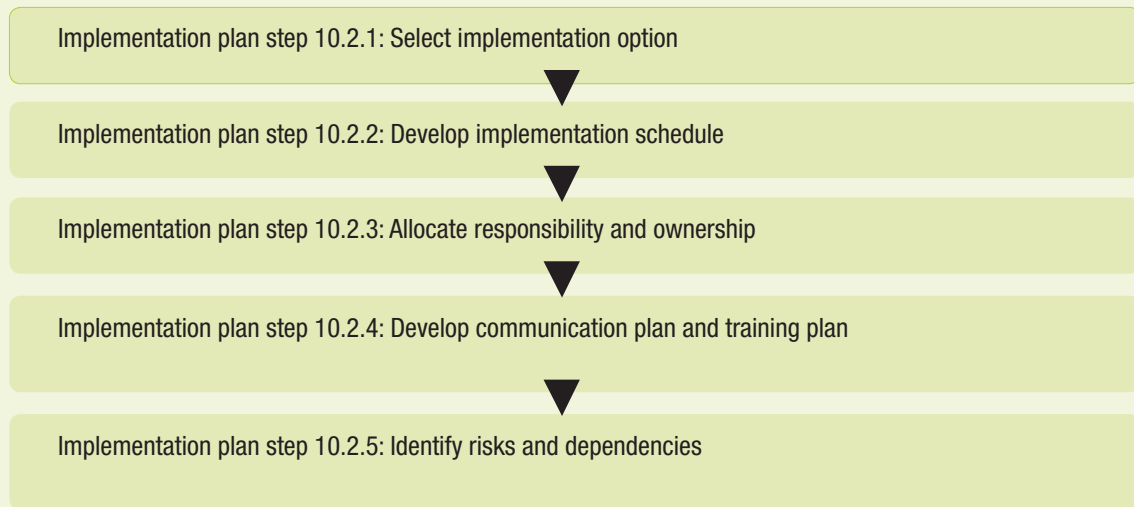 Implementation plan step 10.2.1: Select implementation option
Implementation plan step 10.2.2: Develop implementation schedule
Implementation plan step 10.2.3: Allocate responsibility and ownership
Implementation plan step 10.2.4: Develop communication plan and training plan
Implementation plan step 10.2.5: Identify risks and dependencies